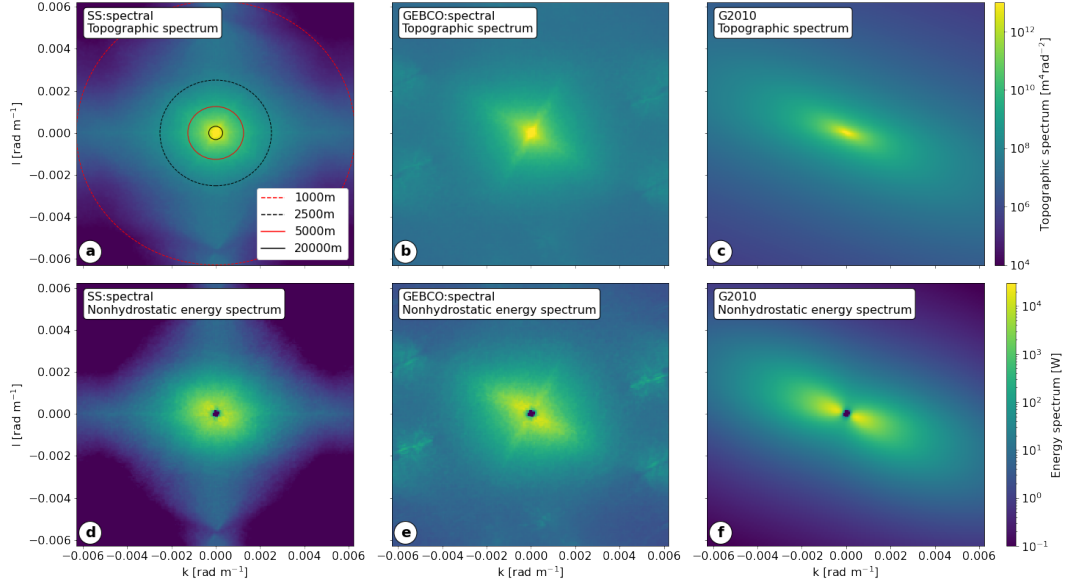 SS:spectral
Topographic spectrum
GEBCO:spectral
Topographic spectrum
G2010
Topographic spectrum
0.006
0.004
0.002
0.000
−0.002
−0.004
−0.006
l [rad m⁻¹]
1000m
2500m
5000m
20000m
a
b
c
10¹²
10¹⁰
10⁸
10⁶
10⁴
Topographic spectrum [m⁴rad⁻²]
SS:spectral
Nonhydrostatic energy spectrum
GEBCO:spectral
Nonhydrostatic energy spectrum
G2010
Nonhydrostatic energy spectrum
0.006
0.004
0.002
0.000
−0.002
−0.004
−0.006
l [rad m⁻¹]
d
e
f
10⁴
10³
10²
10¹
10⁰
10⁻¹
Energy spectrum [W]
−0.006 −0.004 −0.002 0.000 0.002 0.004 0.006
−0.006 −0.004 −0.002 0.000 0.002 0.004 0.006
−0.006 −0.004 −0.002 0.000 0.002 0.004 0.006
k [rad m⁻¹]
k [rad m⁻¹]
k [rad m⁻¹]